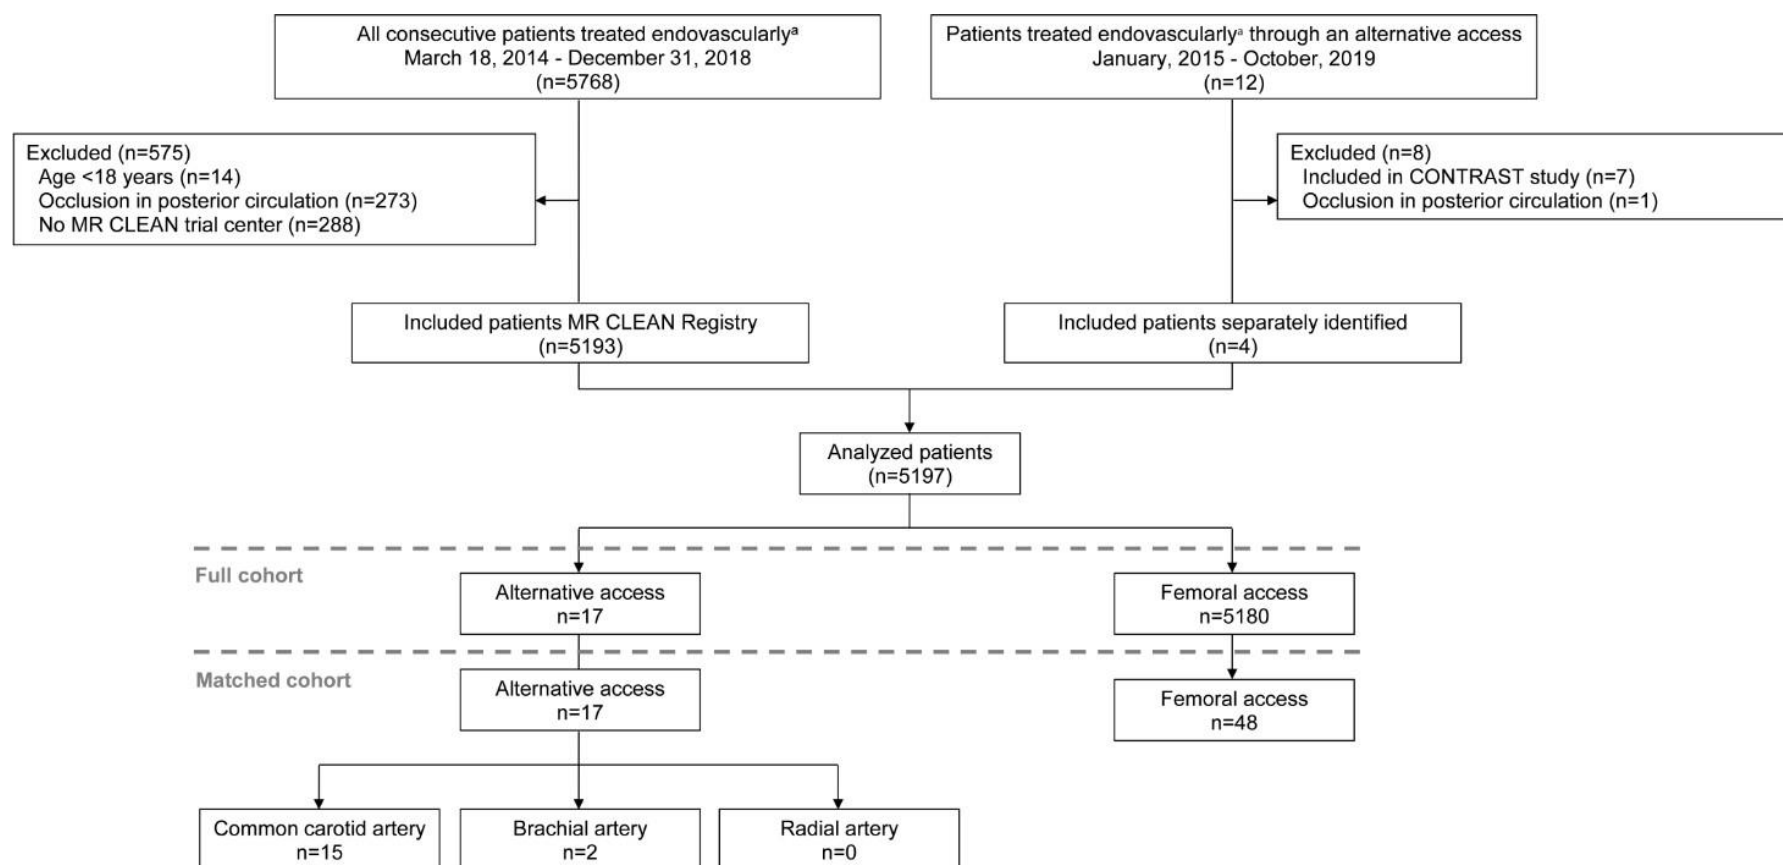 All consecutive patients treated endovascularlyᵃ
March 18, 2014 - December 31, 2018
(n=5768)
Patients treated endovascularlyᵃ through an alternative access
January, 2015 - October, 2019
(n=12)
Excluded (n=575)
Age <18 years (n=14)
Occlusion in posterior circulation (n=273)
No MR CLEAN trial center (n=288)
Excluded (n=8)
Included in CONTRAST study (n=7)
Occlusion in posterior circulation (n=1)
Included patients MR CLEAN Registry
(n=5193)
Included patients separately identified
(n=4)
Analyzed patients
(n=5197)
Full cohort
Alternative access
n=17
Femoral access
n=5180
Matched cohort
Alternative access
n=17
Femoral access
n=48
Common carotid artery
n=15
Brachial artery
n=2
Radial artery
n=0